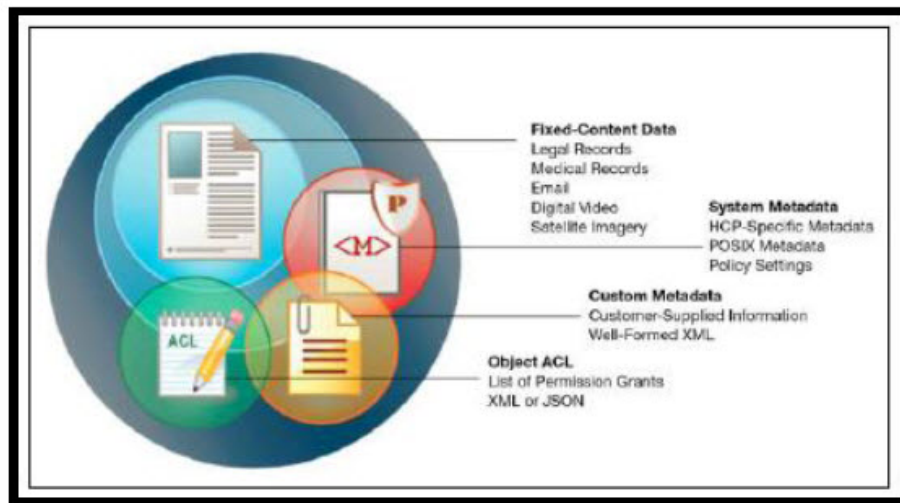 Fixed-Content Data
Legal Records
Medical Records
Email
Digital Video
Satellite Imagery
P
<M>
System Metadata
HCP-Specific Metadata
POSIX Metadata
Policy Settings
Custom Metadata
Customer-Supplied Information
Well-Formed XML
ACL
Object ACL
List of Permission Grants
XML or JSON